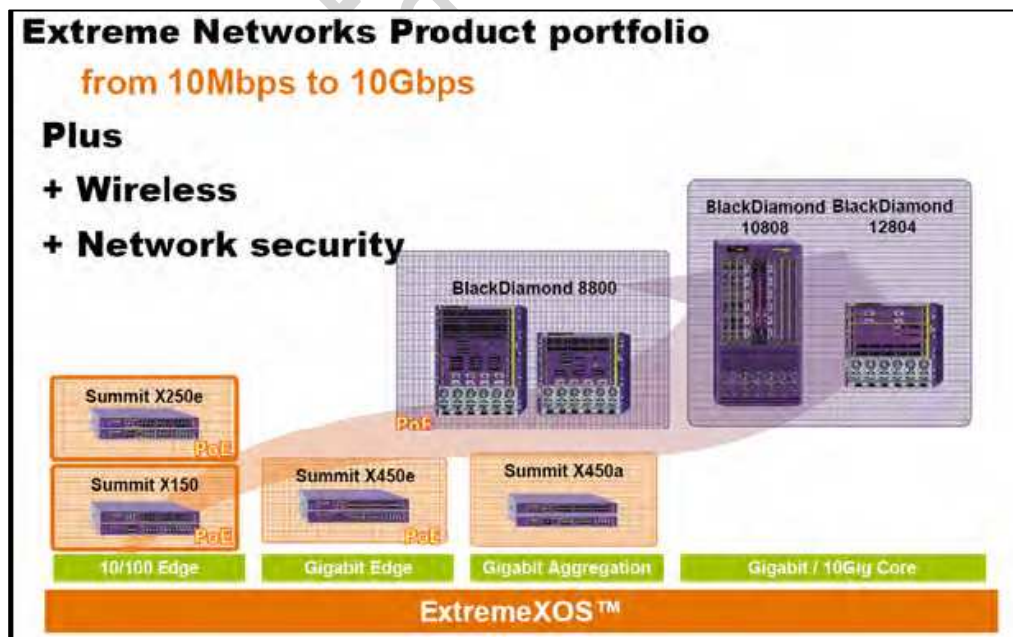 Extreme Networks Product portfolio
from 10Mbps to 10Gbps
Plus
+ Wireless
+ Network security
BlackDiamond 10808
BlackDiamond 12804
BlackDiamond 8800
PoE
Summit X250e
PoE
Summit X150
PoE
Summit X450e
PoE
Summit X450a
10/100 Edge
Gigabit Edge
Gigabit Aggregation
Gigabit / 10Gig Core
ExtremeXOS™